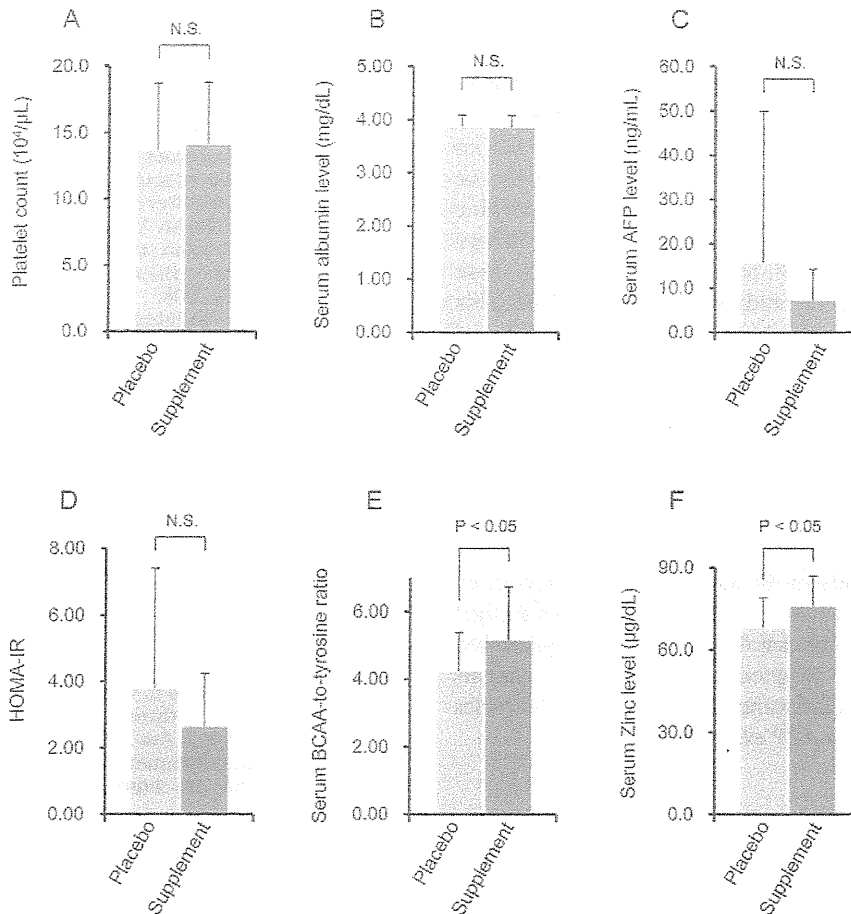 A
N.S.
20.0
15.0
10.0
5.0
0.0
Platelet count (10⁴/μL)
Placebo
Supplement
B
N.S.
5.00
4.00
3.00
2.00
1.00
0.00
Serum albumin level (mg/dL)
Placebo
Supplement
C
N.S.
60.0
50.0
40.0
30.0
20.0
10.0
0.0
Serum AFP level (ng/mL)
Placebo
Supplement
D
N.S.
8.00
6.00
4.00
2.00
0.00
HOMA-IR
Placebo
Supplement
E
P < 0.05
6.00
4.00
2.00
0.00
Serum BCAA-to-tyrosine ratio
Placebo
Supplement
F
P < 0.05
90.0
60.0
30.0
0.0
Serum Zinc level (μg/dL)
Placebo
Supplement